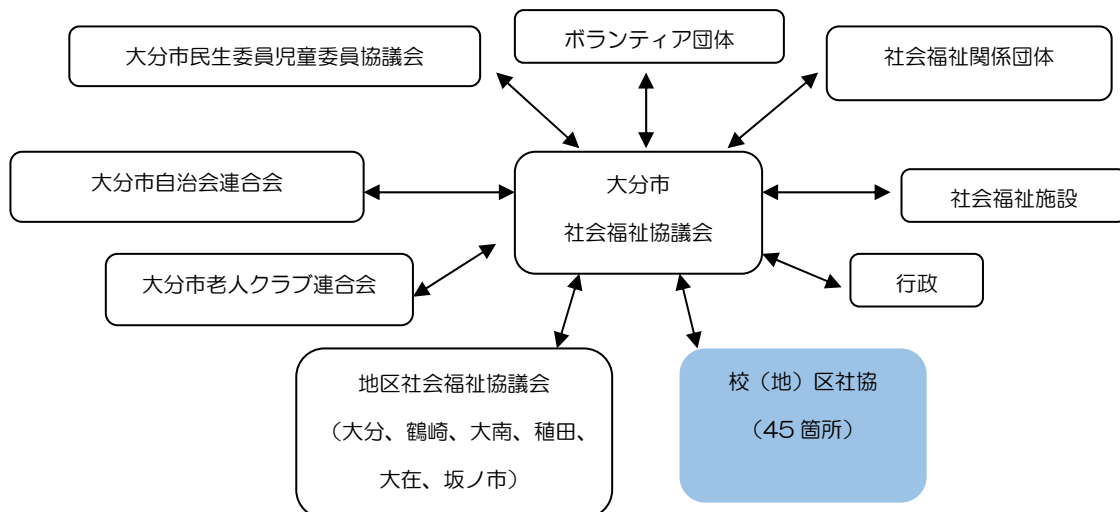 大分市民生委員児童委員協議会
ボランティア団体
社会福祉関係団体
大分市自治会連合会
大分市
社会福祉協議会
社会福祉施設
大分市老人クラブ連合会
行政
地区社会福祉協議会
（大分、鶴崎、大南、稙田、
大在、坂ノ市）
校（地）区社協
（45 箇所）